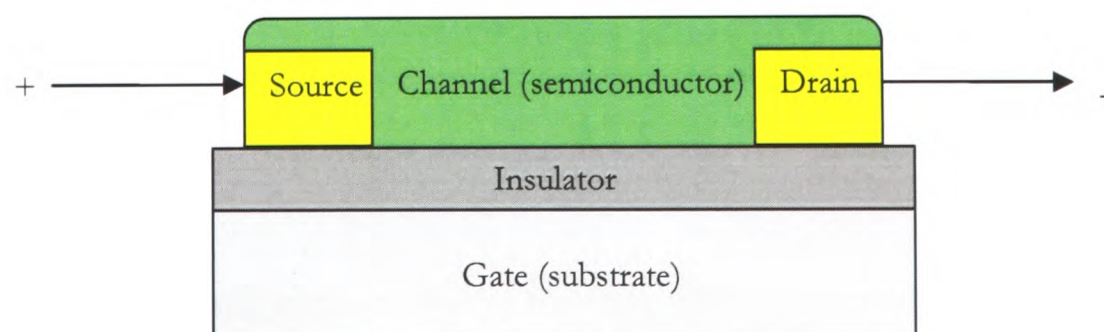 + Source Channel (semiconductor) Drain -
Insulator
Gate (substrate)